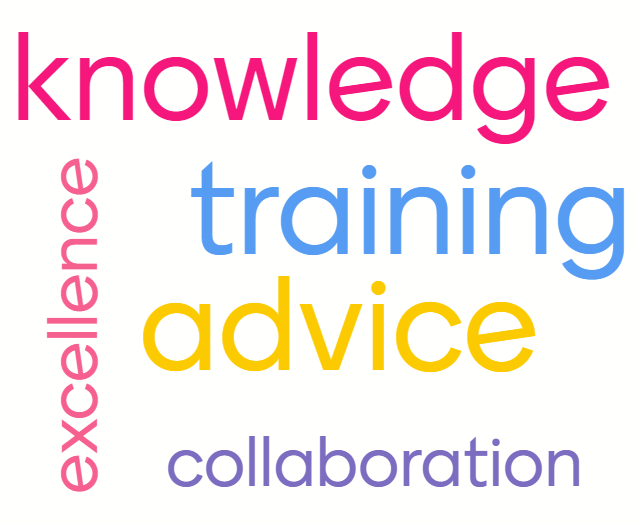 knowledge
excellence
training
advice
collaboration